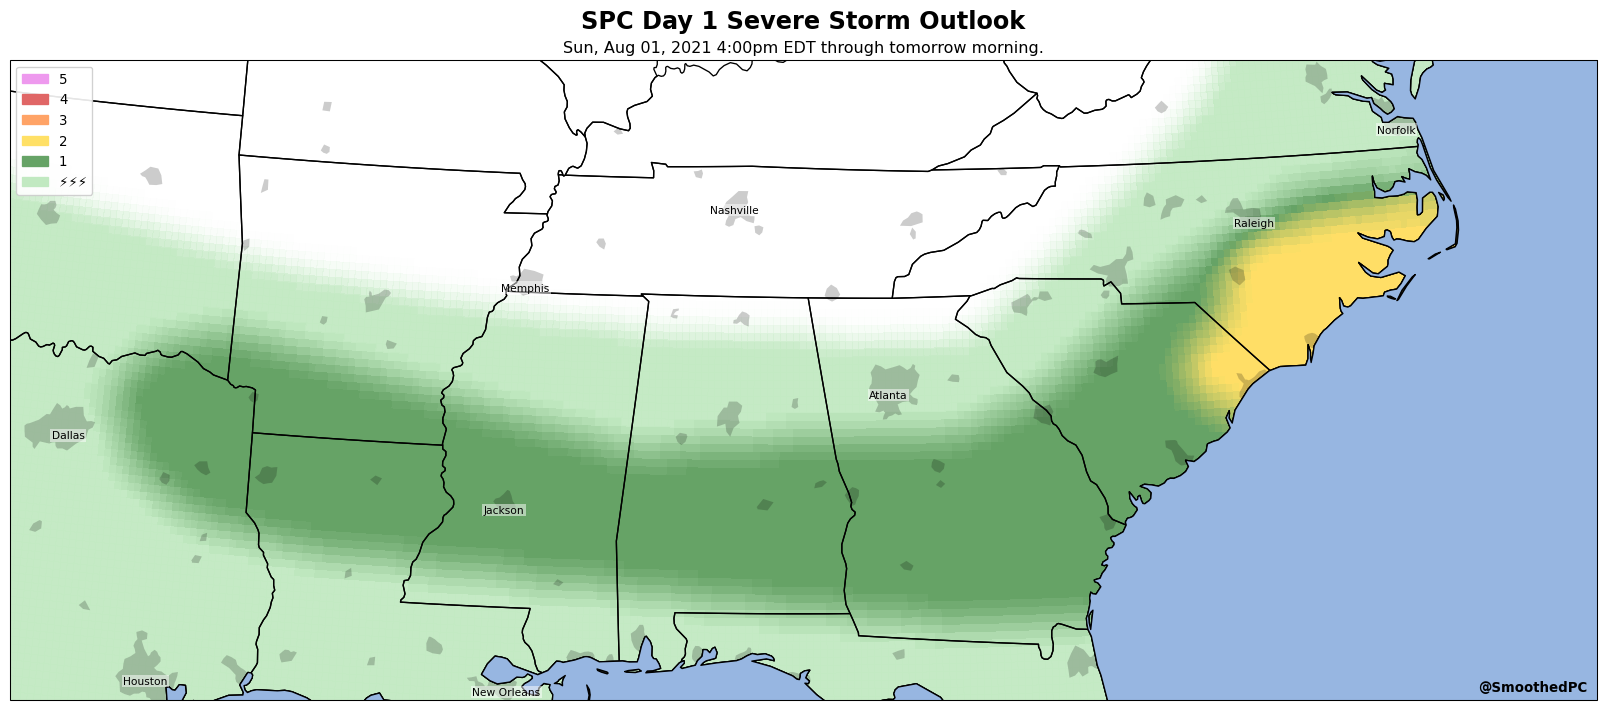 SPC Day 1 Severe Storm Outlook
Sun, Aug 01, 2021 4:00pm EDT through tomorrow morning.
5
4
3
2
1
⚡⚡⚡
Norfolk
Nashville
Raleigh
Memphis
Atlanta
Dallas
Jackson
Houston
New Orleans
@SmoothedPC